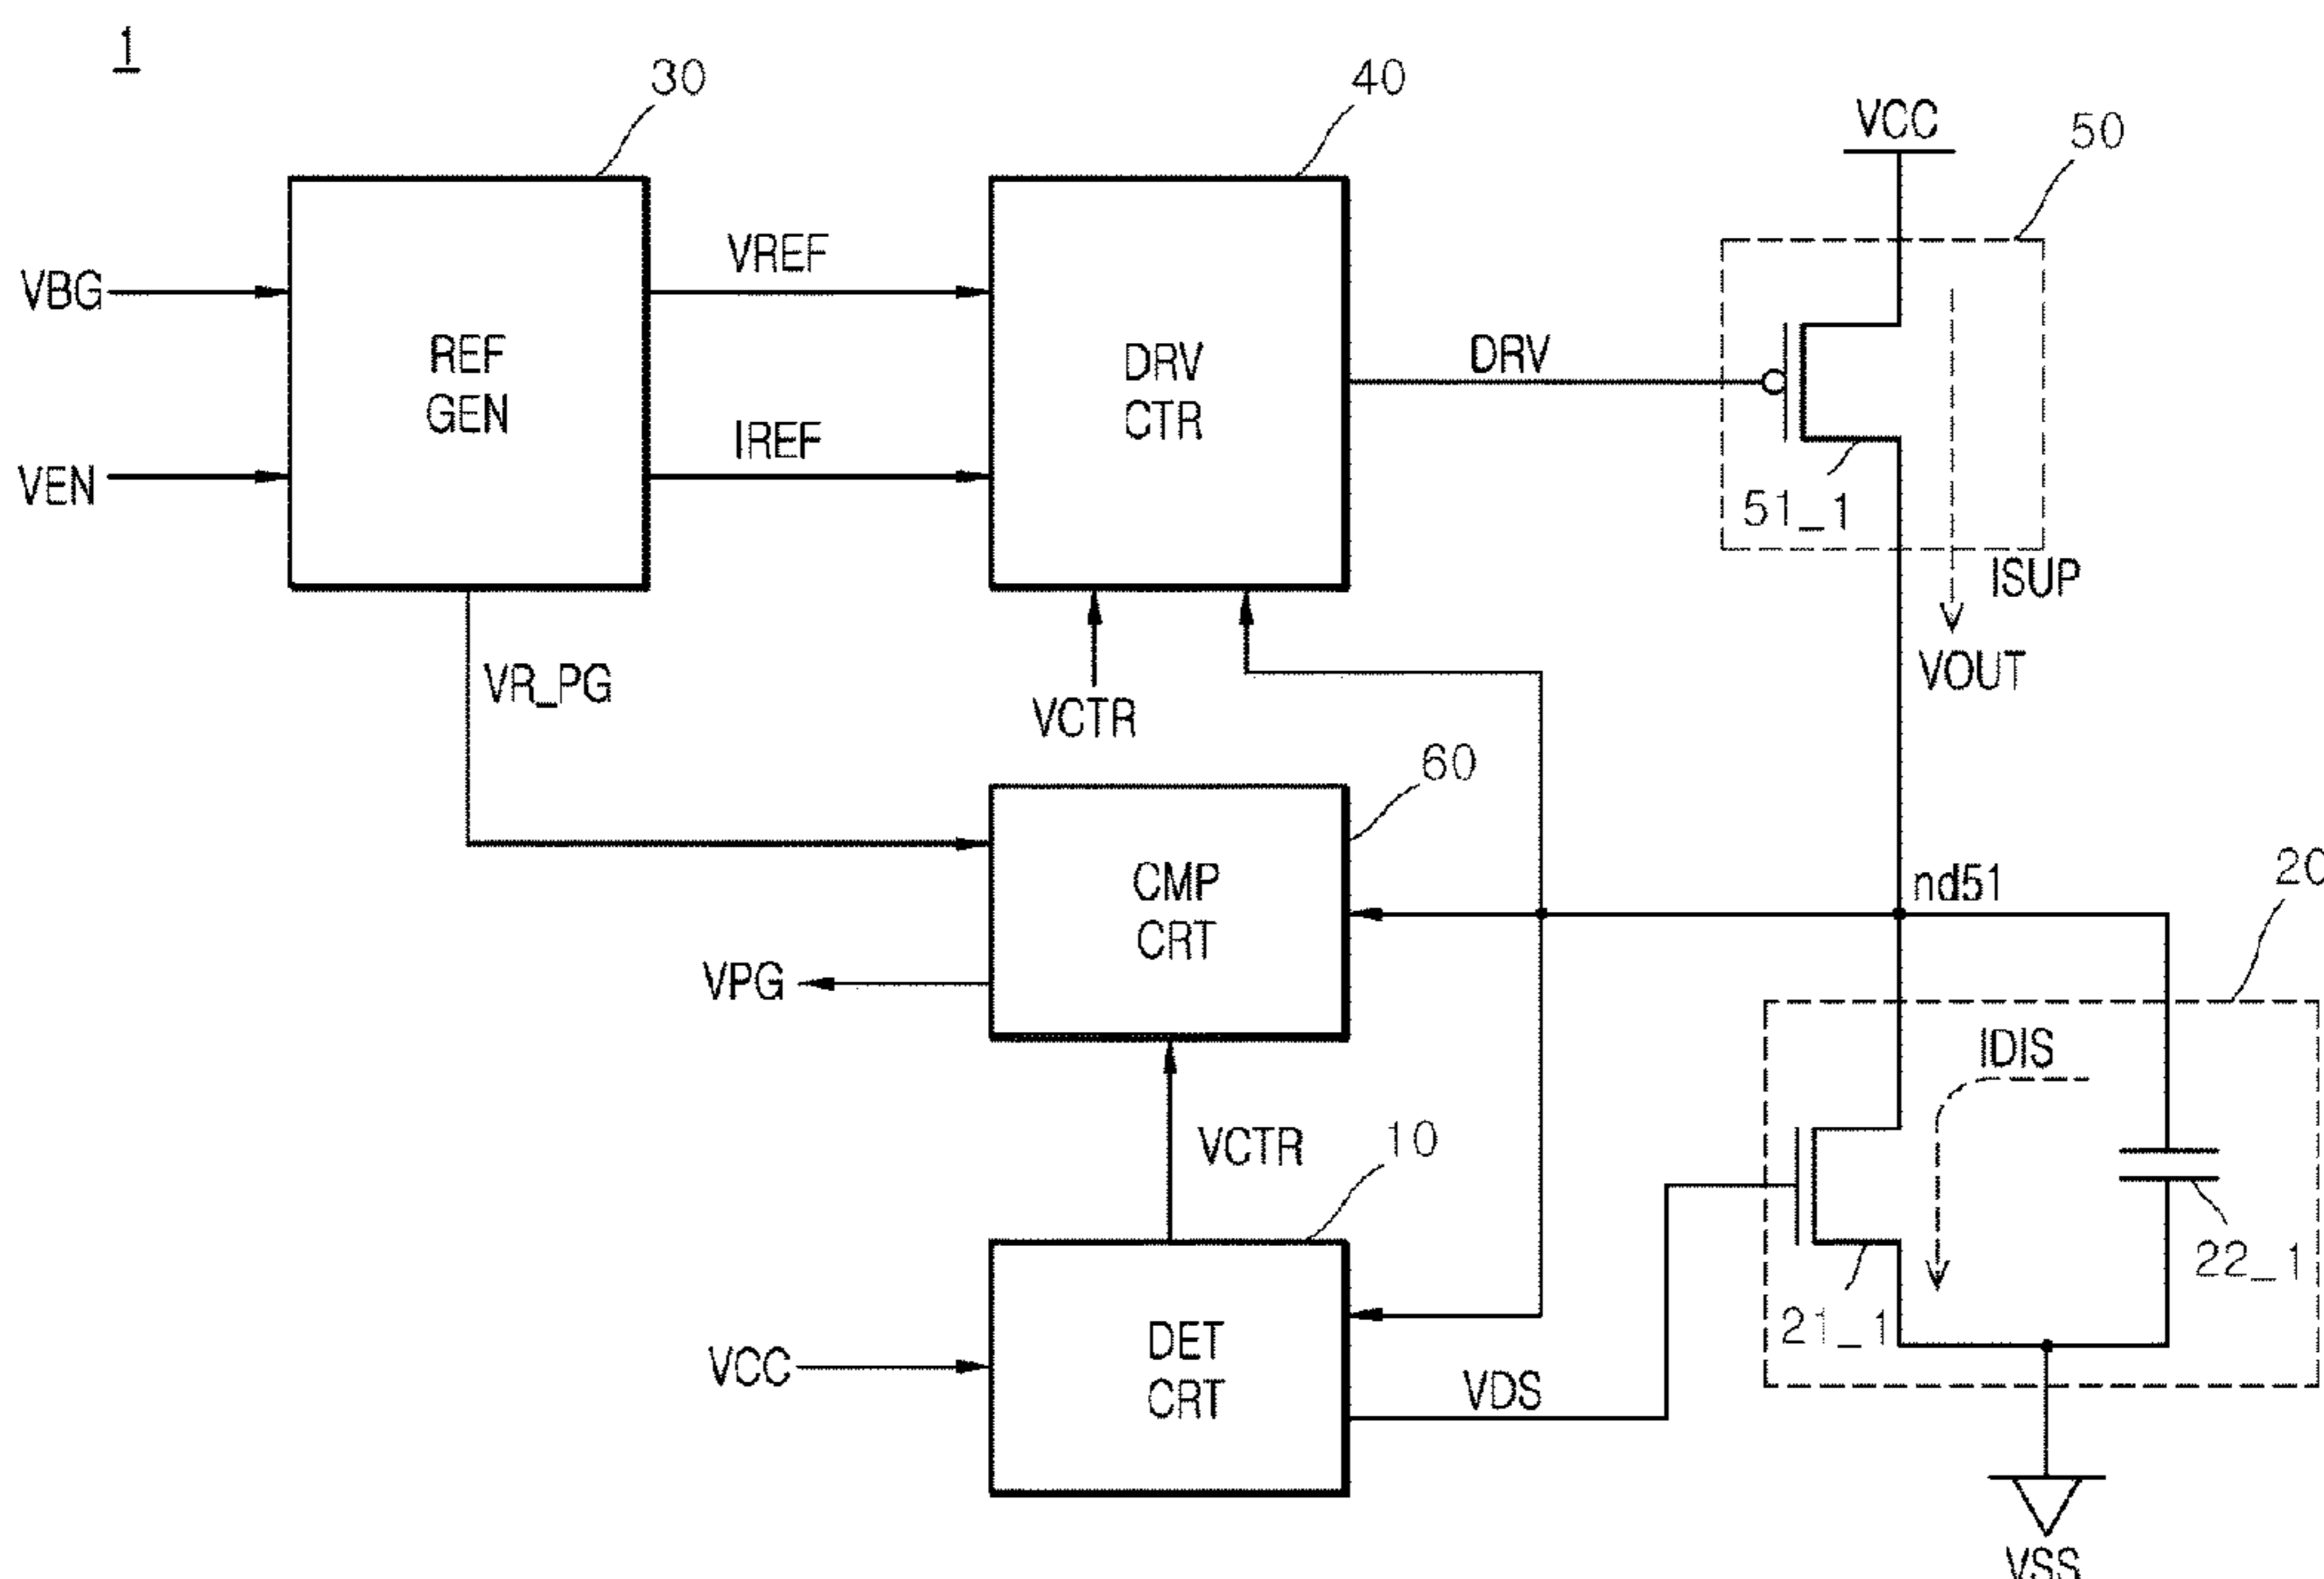 1
30
40
VCC
50
VBG
VEN
REF
GEN
VREF
IREF
DRV
CTR
DRV
51_1
ISUP
VOUT
VR_PG
VCTR
60
CMP
CRT
nd51
20
VPG
IDIS
VCTR
10
22_1
21_1
VCC
DET
CRT
VDS
VSS